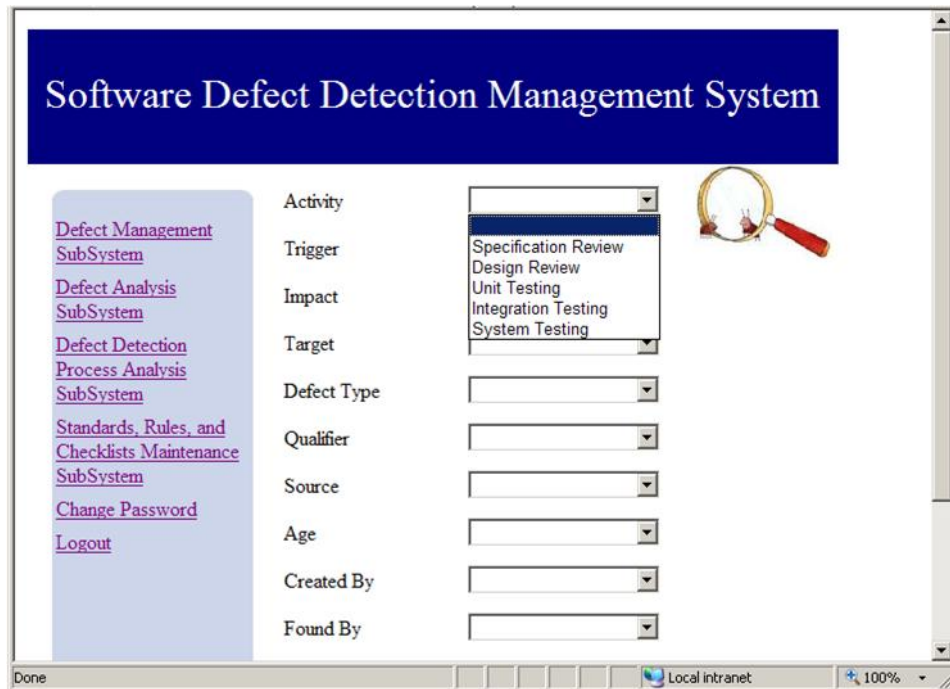 Software Defect Detection Management System
Defect Management
SubSystem
Defect Analysis
SubSystem
Defect Detection
Process Analysis
SubSystem
Standards, Rules, and
Checklists Maintenance
SubSystem
Change Password
Logout
Activity
Specification Review
Design Review
Unit Testing
Integration Testing
System Testing
Trigger
Impact
Target
Defect Type
Qualifier
Source
Age
Created By
Found By
Done
Local intranet
100%